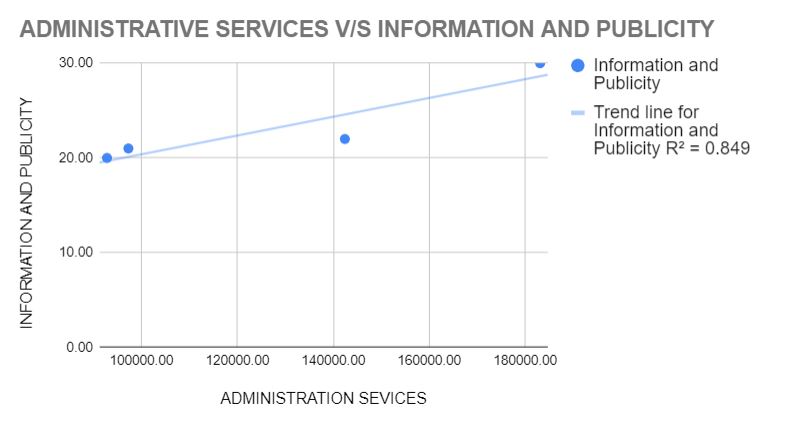 ADMINISTRATIVE SERVICES V/S INFORMATION AND PUBLICITY
INFORMATION AND PUBLICITY
30.00
20.00
10.00
0.00
100000.00
120000.00
140000.00
160000.00
180000.00
ADMINISTRATION SEVICES
Information and
Publicity
Trend line for
Information and
Publicity R² = 0.849